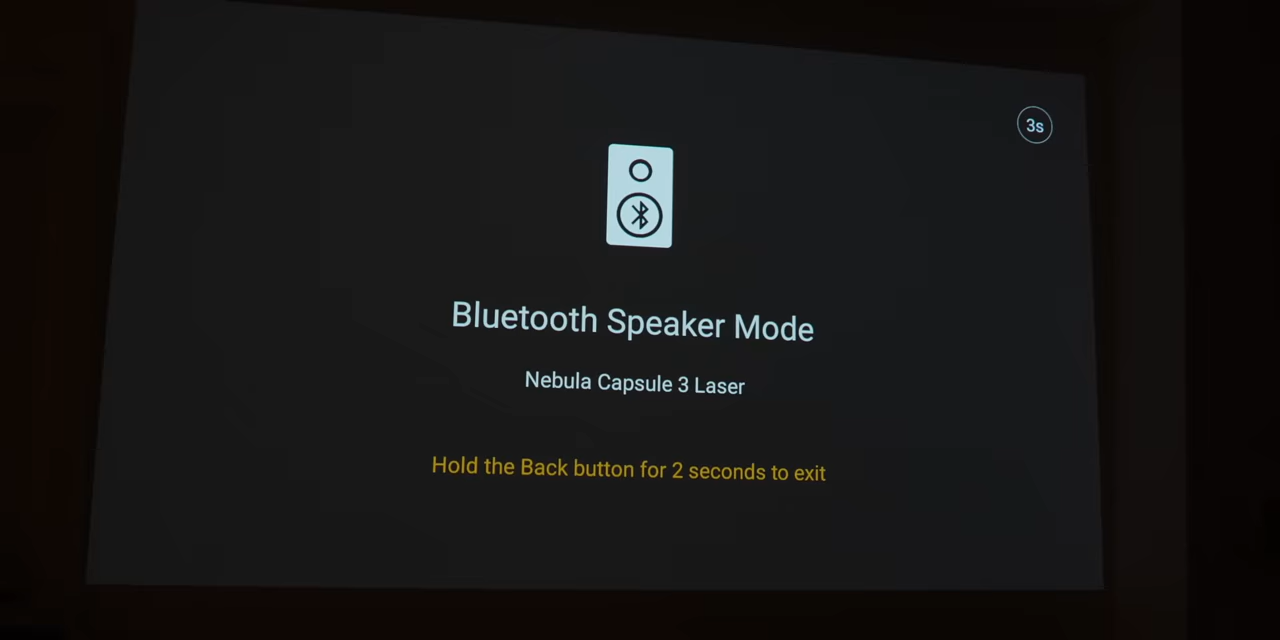 3s
Bluetooth Speaker Mode
Nebula Capsule 3 Laser
Hold the Back button for 2 seconds to exit